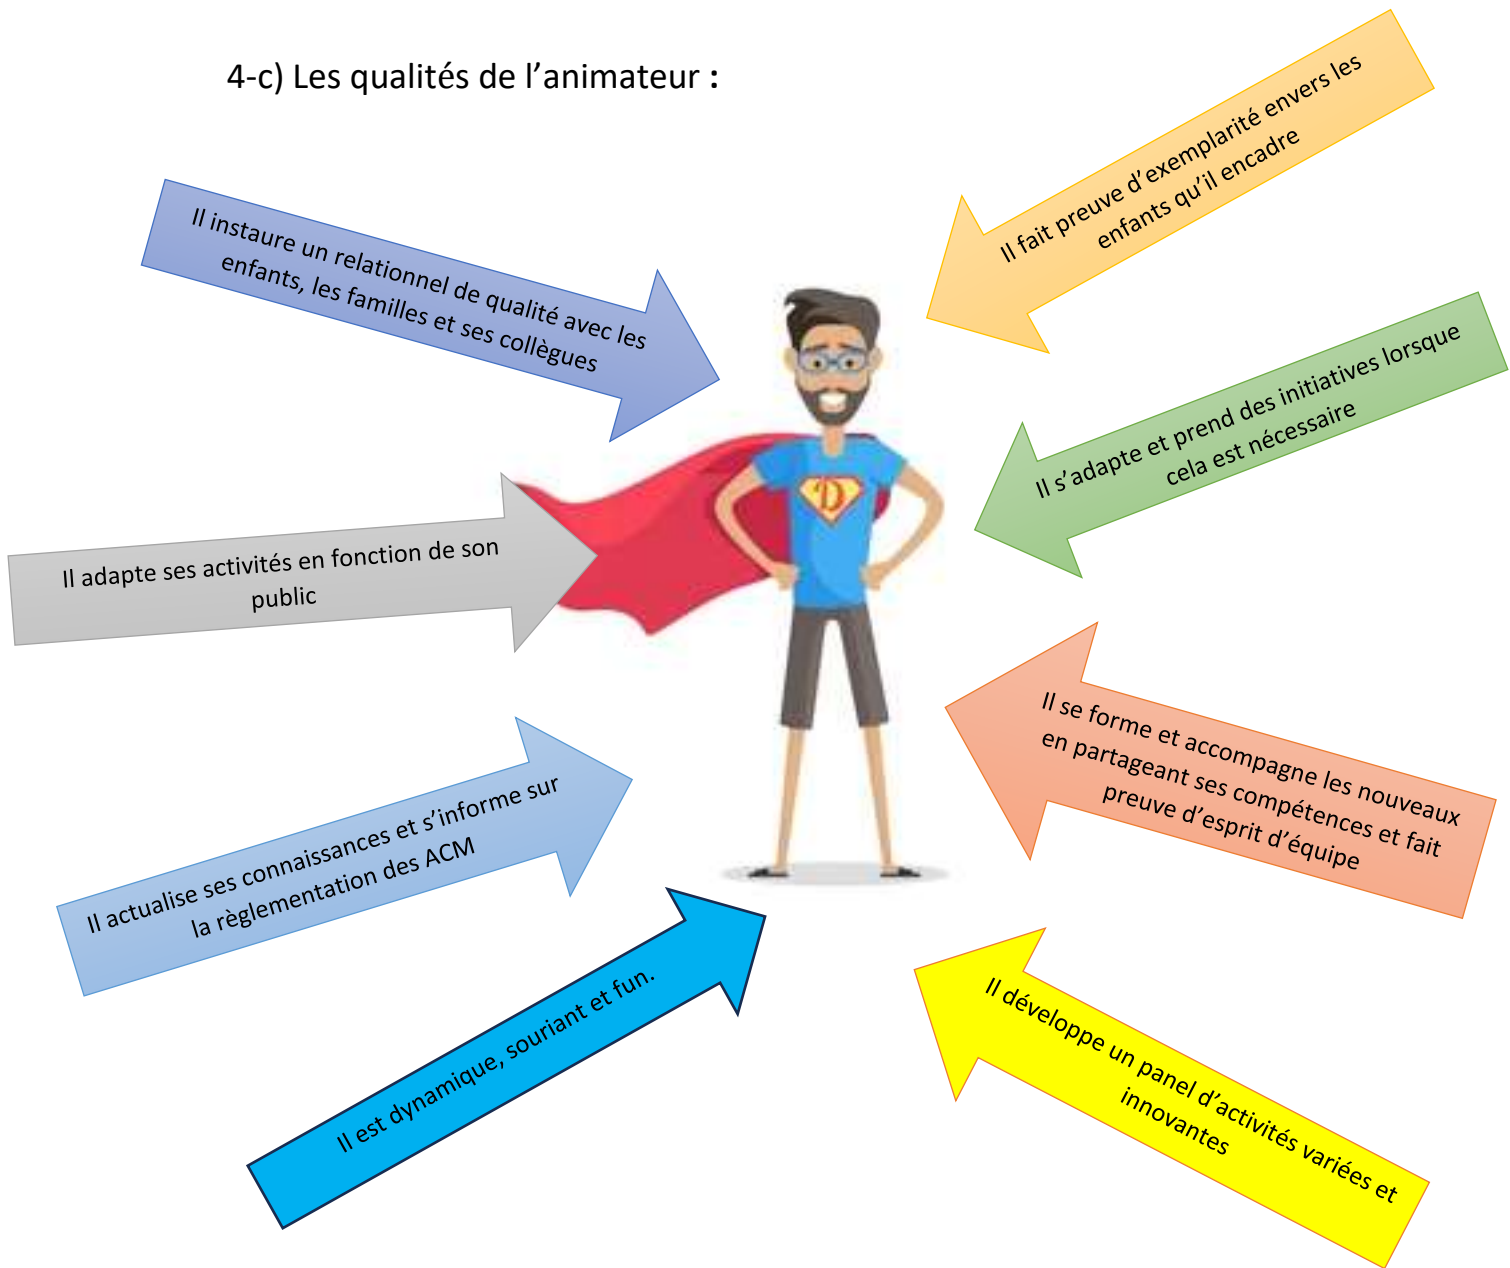 4-c) Les qualités de l’animateur :
Il instaure un relationnel de qualité avec les
enfants, les familles et ses collègues
Il fait preuve d’exemplarité envers les
enfants qu’il encadre
Il s’adapte et prend des initiatives lorsque
cela est nécessaire
Il adapte ses activités en fonction de son
public
Il se forme et accompagne les nouveaux
en partageant ses compétences et fait
preuve d’esprit d’équipe
Il actualise ses connaissances et s’informe sur
la règlementation des ACM
Il est dynamique, souriant et fun.
Il développe un panel d’activités variées et
innovantes
D